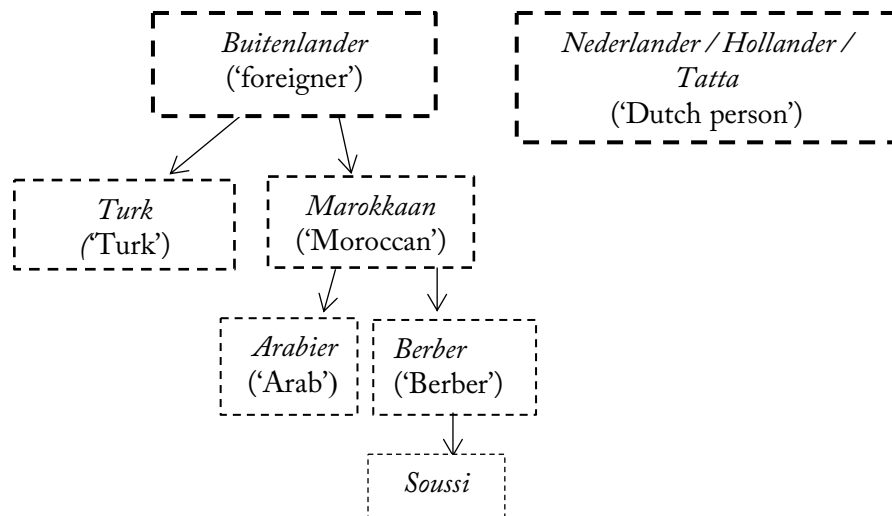 Buitenlander
(‘foreigner’)
Nederlander / Hollander /
Tatta
(‘Dutch person’)
Turk
(‘Turk’)
Marokkaan
(‘Moroccan’)
Arabier
(‘Arab’)
Berber
(‘Berber’)
Soussi